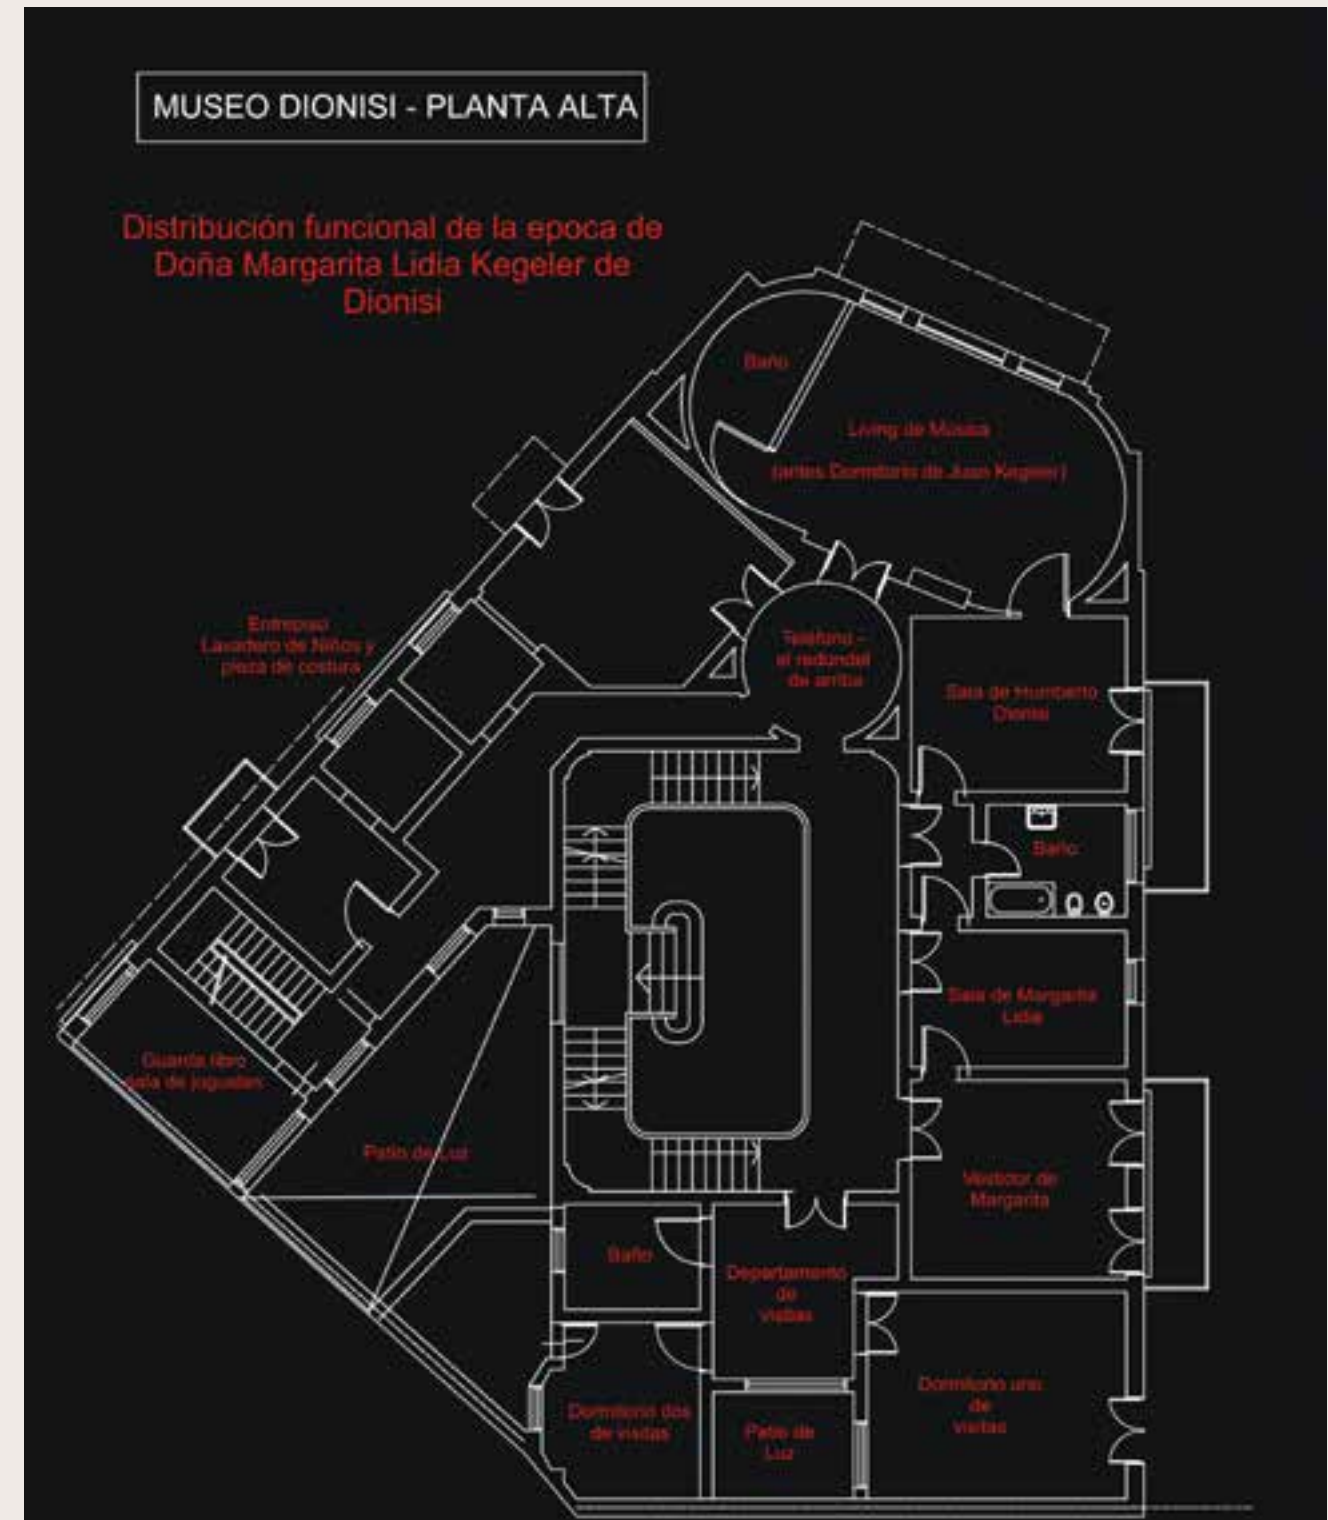 MUSEO DIONISI - PLANTA ALTA
Distribución funcional de la epoca de
Doña Margarita Lidia Kegeler de
Dionisi
Baño
Living de Música
(antes Dormitorio de Juan Kegeler)
Entrepiso
Lavadero de Niños y
pieza de costura
Teléfono -
el redondel
de arriba
Sala de Humberto
Dionisi
Baño
Sala de Margarita
Lidia
Guarda libro
sala de juguetes
Patio de Luz
Vestidor de
Margarita
Baño
Departamento
de
visitas
Dormitorio uno
de
visitas
Dormitorio dos
de visitas
Patio de
Luz